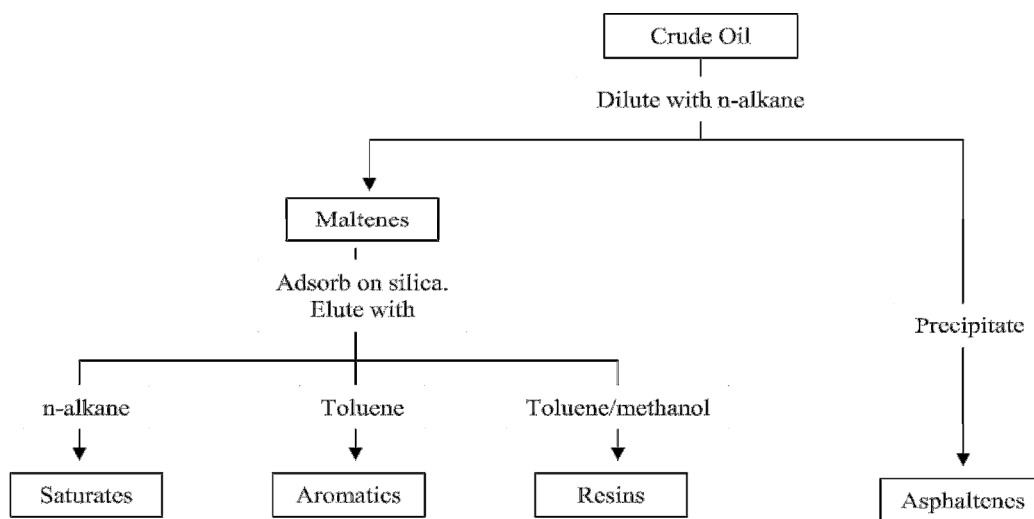 Crude Oil
Dilute with n-alkane
Maltenes
Adsorb on silica.
Elute with
Precipitate
n-alkane
Toluene
Toluene/methanol
Saturates
Aromatics
Resins
Asphaltenes